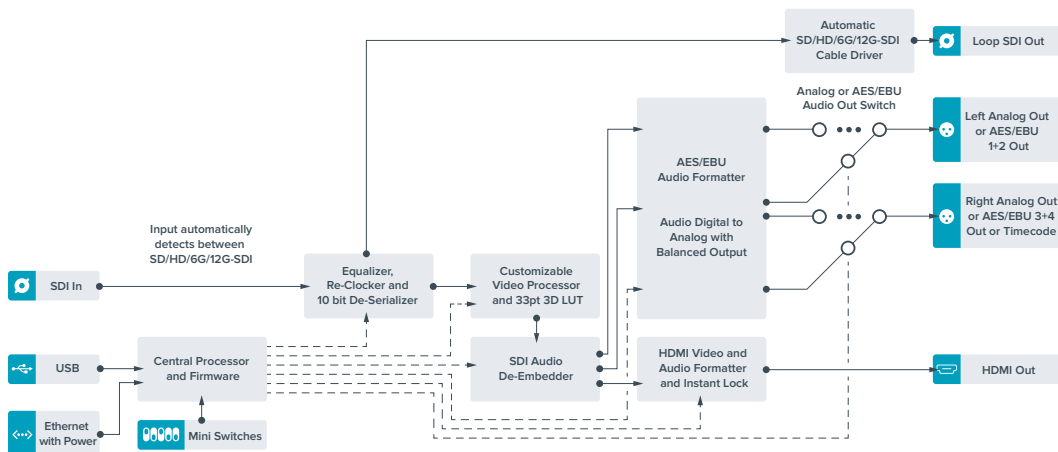 Automatic
SD/HD/6G/12G-SDI
Cable Driver
Loop SDI Out
Analog or AES/EBU
Audio Out Switch
Left Analog Out
or AES/EBU
1+2 Out
AES/EBU
Audio Formatter
Audio Digital to
Analog with
Balanced Output
Right Analog Out
or AES/EBU 3+4
Out or Timecode
Input automatically
detects between
SD/HD/6G/12G-SDI
SDI In
Equalizer,
Re-Clocker and
10 bit De-Serializer
Customizable
Video Processor
and 33pt 3D LUT
USB
Central Processor
and Firmware
SDI Audio
De-Embedder
HDMI Video and
Audio Formatter
and Instant Lock
HDMI Out
Ethernet
with Power
Mini Switches